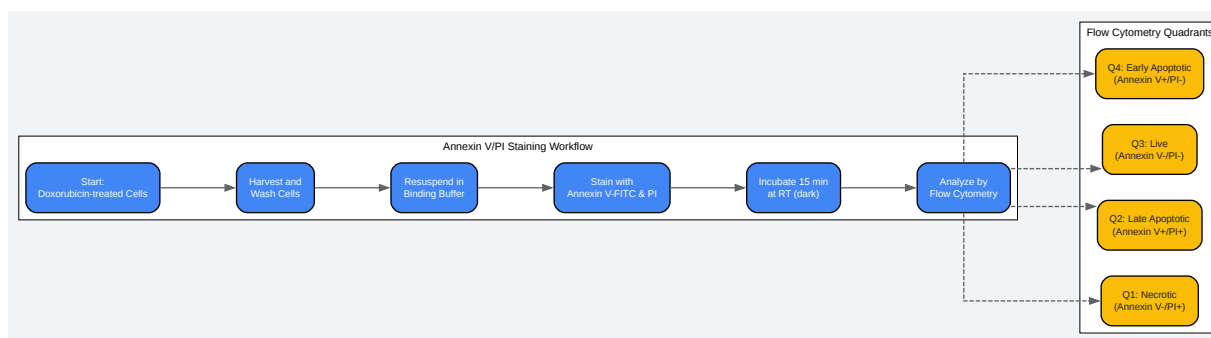 Annexin V/PI Staining Workflow
Start:
Doxorubicin-treated Cells
Harvest and
Wash Cells
Resuspend in
Binding Buffer
Stain with
Annexin V-FITC & PI
Incubate 15 min
at RT (dark)
Analyze by
Flow Cytometry
Flow Cytometry Quadrants
Q4: Early Apoptotic
(Annexin V+/PI-)
Q3: Live
(Annexin V-/PI-)
Q2: Late Apoptotic
(Annexin V+/PI+)
Q1: Necrotic
(Annexin V-/PI+)